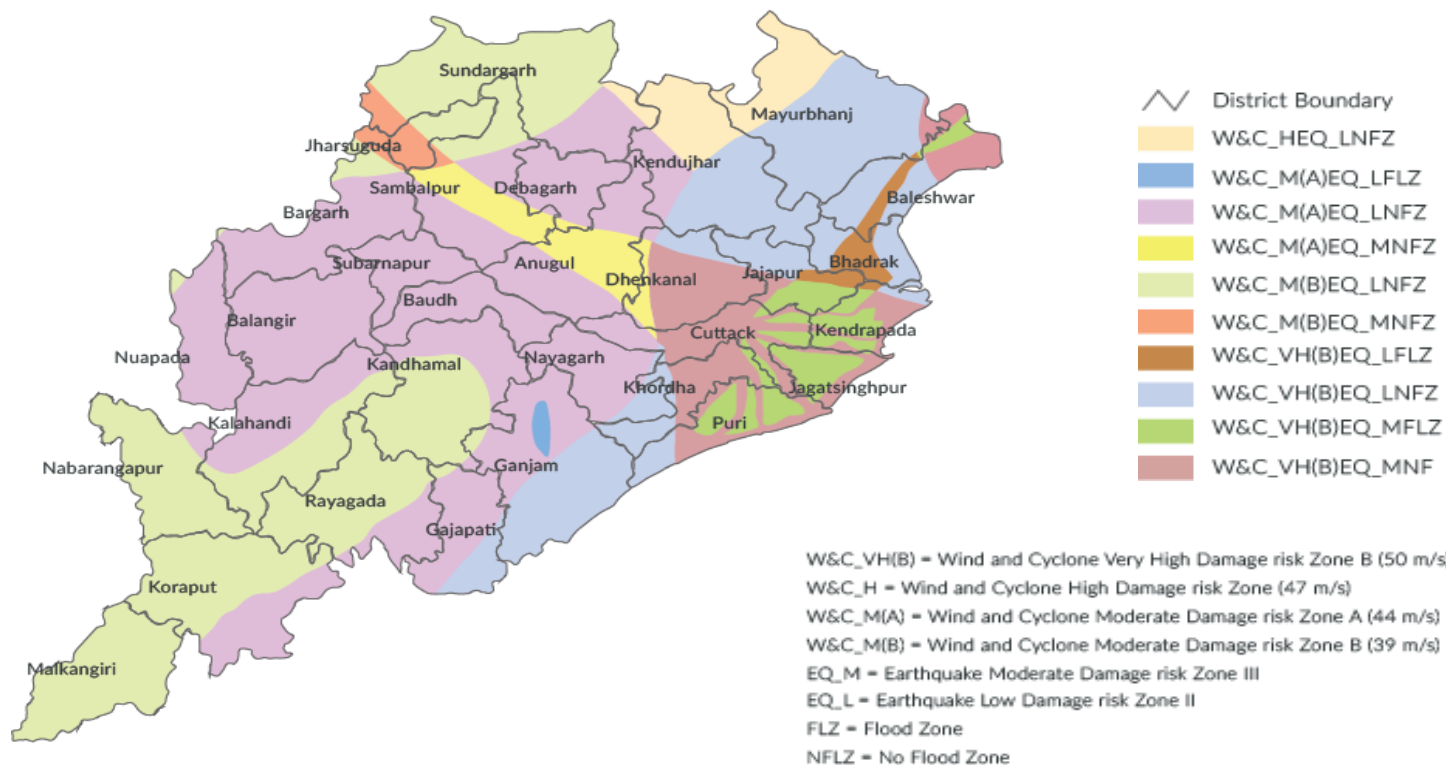 Sundargarh
Mayurbhanj
Jharsuguda
Kendujhar
Sambalpur
Debagarh
Baleshwar
Bargarh
Subarnapur
Anugul
Bhadrak
Dhenkanal
Jajapur
Baudh
Balangir
Cuttack
Kendrapada
Nuapada
Nayagarh
Kandhamal
Khordha
Jagatsinghpur
Kalahandi
Puri
Nabarangapur
Ganjam
Rayagada
Gajapati
Koraput
Malkangiri
District Boundary
W&C_HEQ_LNFZ
W&C_M(A)EQ_LFLZ
W&C_M(A)EQ_LNFZ
W&C_M(A)EQ_MNFZ
W&C_M(B)EQ_LNFZ
W&C_M(B)EQ_MNFZ
W&C_VH(B)EQ_LFLZ
W&C_VH(B)EQ_LNFZ
W&C_VH(B)EQ_MFLZ
W&C_VH(B)EQ_MNF
W&C_VH(B) = Wind and Cyclone Very High Damage risk Zone B (50 m/s
W&C_H = Wind and Cyclone High Damage risk Zone (47 m/s)
W&C_M(A) = Wind and Cyclone Moderate Damage risk Zone A (44 m/s)
W&C_M(B) = Wind and Cyclone Moderate Damage risk Zone B (39 m/s)
EQ_M = Earthquake Moderate Damage risk Zone III
EQ_L = Earthquake Low Damage risk Zone II
FLZ = Flood Zone
NFLZ = No Flood Zone